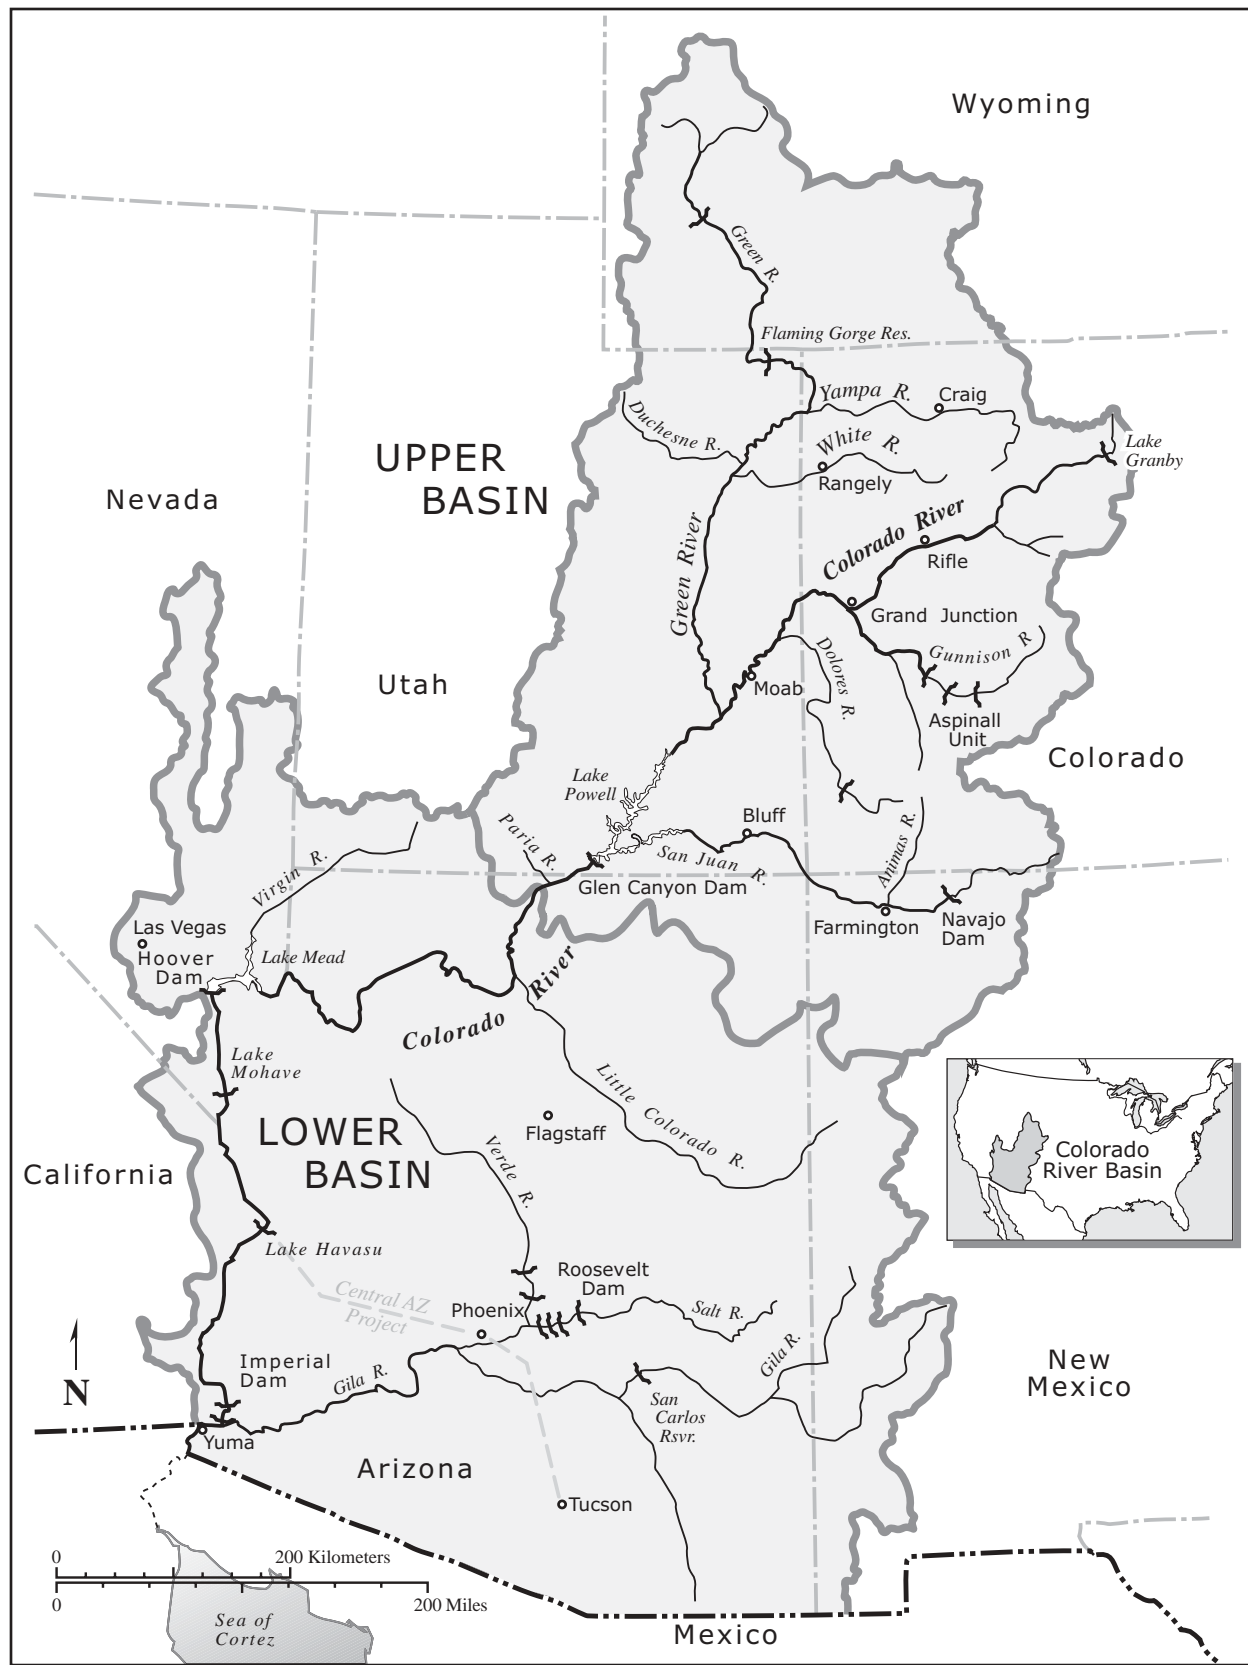 Wyoming
Green R.
Flaming Gorge Res.
Yampa R.
Craig
Duchesne R.
White R.
Lake
Granby
UPPER
BASIN
Rangely
Nevada
Colorado River
Green River
Rifle
Grand Junction
Gunnison R
Dolores R.
Utah
Moab
Aspinall
Unit
Colorado
Lake
Powell
Bluff
Paria R.
San Juan R.
Animas R.
Virgin R.
Glen Canyon Dam
Las Vegas
Farmington
Navajo
Dam
Hoover
Dam
Lake Mead
Colorado River
Lake
Mohave
Little Colorado R.
LOWER
BASIN
Flagstaff
Verde R.
California
Colorado
River Basin
Lake Havasu
Roosevelt
Dam
Central AZ
Project
Phoenix
Salt R.
Gila R.
N
Imperial
Dam
Gila R.
New
Mexico
San
Carlos
Rsvr.
Yuma
Arizona
Tucson
0 200 Kilometers
0 200 Miles
Sea of
Cortez
Mexico